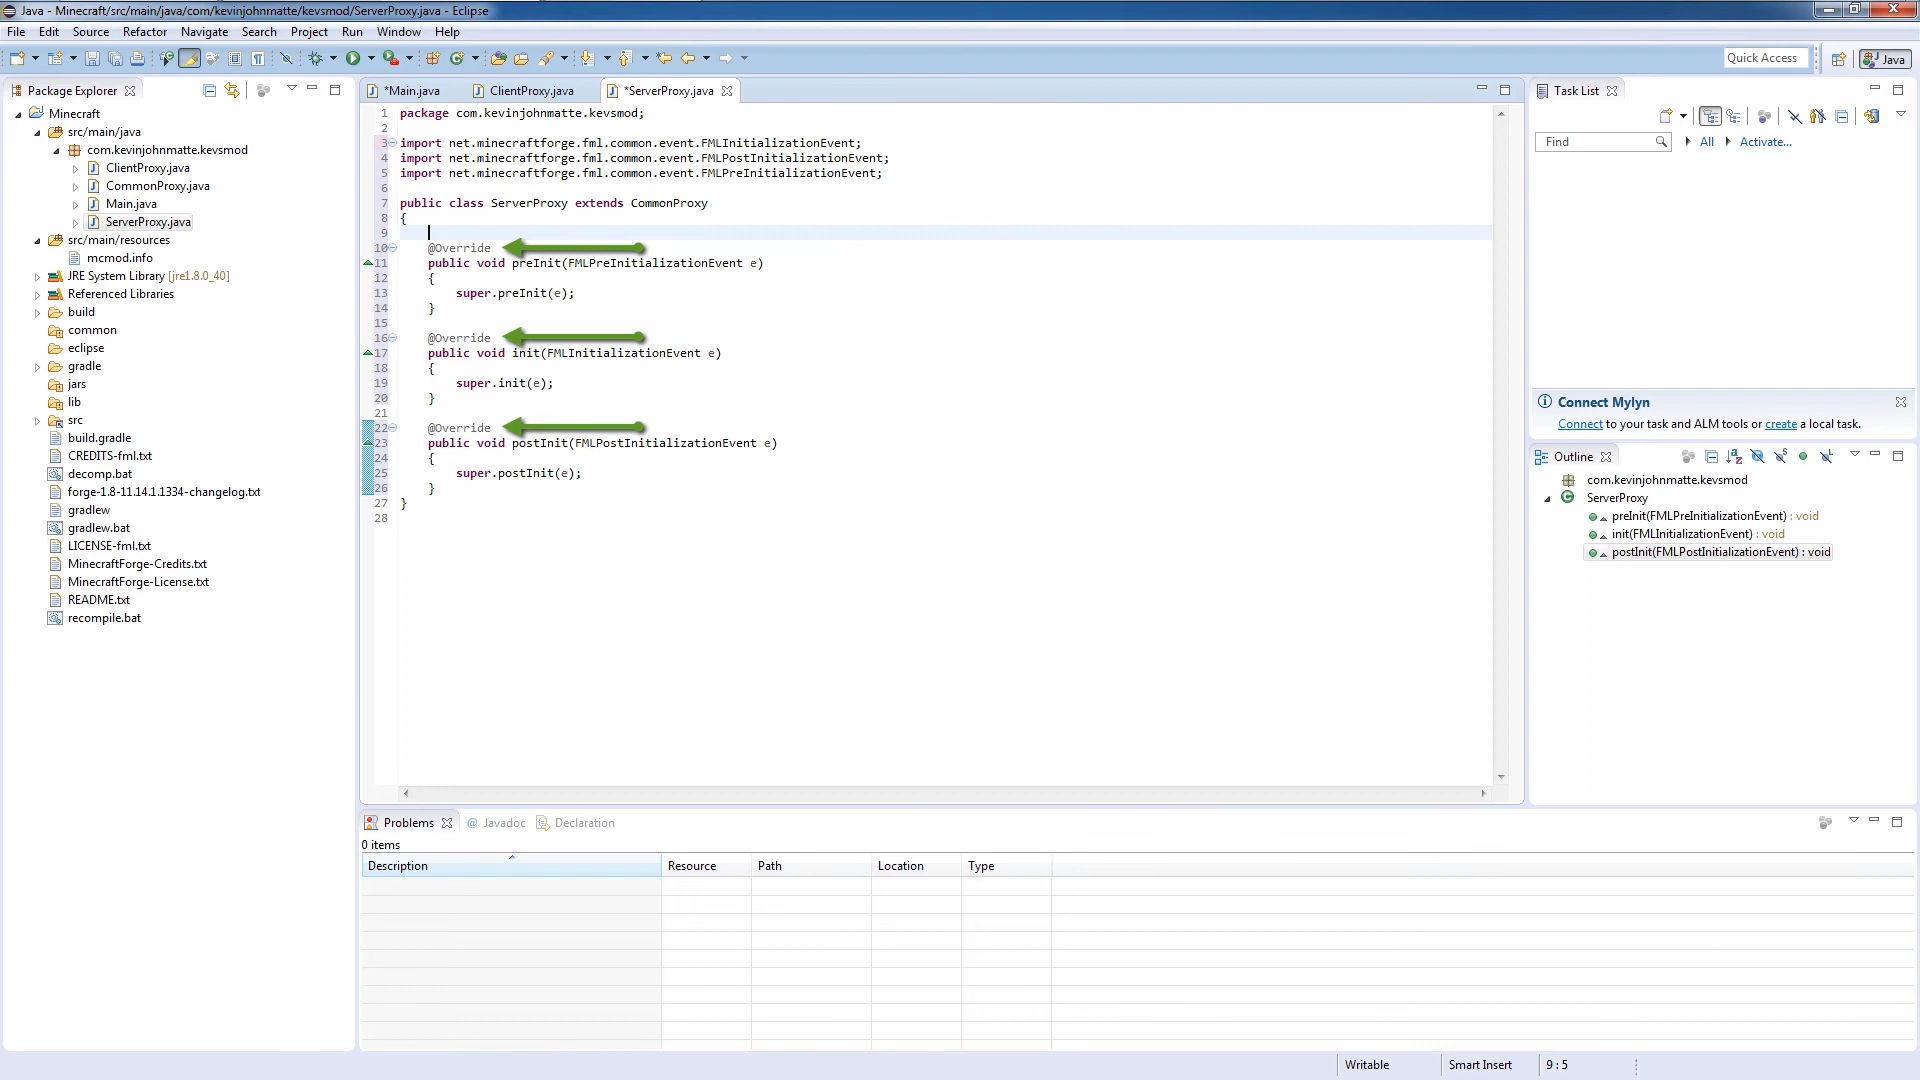 Java - Minecraft/src/main/java/com/kevinjohnmatte/kevsmod/ServerProxy.java - Eclipse
File Edit Source Refactor Navigate Search Project Run Window Help
Quick Access
Java
Package Explorer
Minecraft
src/main/java
com.kevinjohnmatte.kevsmod
ClientProxy.java
CommonProxy.java
Main.java
ServerProxy.java
src/main/resources
mcmod.info
JRE System Library [jre1.8.0_40]
Referenced Libraries
build
common
eclipse
gradle
jars
lib
src
build.gradle
CREDITS-fml.txt
decomp.bat
forge-1.8-11.14.1.1334-changelog.txt
gradlew
gradlew.bat
LICENSE-fml.txt
MinecraftForge-Credits.txt
MinecraftForge-License.txt
README.txt
recompile.bat
*Main.java ClientProxy.java *ServerProxy.java
1 package com.kevinjohnmatte.kevsmod;
2
3 import net.minecraftforge.fml.common.event.FMLInitializationEvent;
4 import net.minecraftforge.fml.common.event.FMLPostInitializationEvent;
5 import net.minecraftforge.fml.common.event.FMLPreInitializationEvent;
6
7 public class ServerProxy extends CommonProxy
8 {
9
10 @Override
11 public void preInit(FMLPreInitializationEvent e)
12 {
13 super.preInit(e);
14 }
15
16 @Override
17 public void init(FMLInitializationEvent e)
18 {
19 super.init(e);
20 }
21
22 @Override
23 public void postInit(FMLPostInitializationEvent e)
24 {
25 super.postInit(e);
26 }
27 }
28
Task List
Find All Activate...
Connect Mylyn
Connect to your task and ALM tools or create a local task.
Outline
com.kevinjohnmatte.kevsmod
ServerProxy
preInit(FMLPreInitializationEvent) : void
init(FMLInitializationEvent) : void
postInit(FMLPostInitializationEvent) : void
Problems @ Javadoc Declaration
0 items
Description Resource Path Location Type
Writable Smart Insert 9 : 5